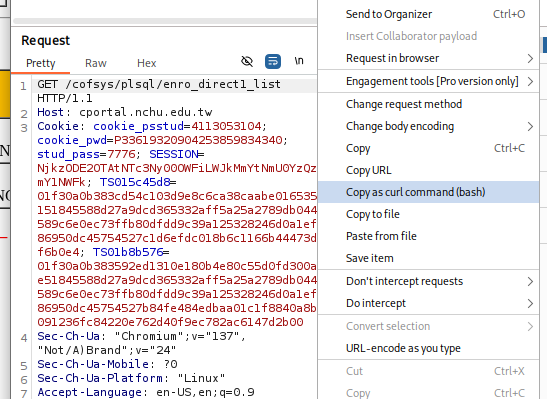 Request
Pretty
Raw
Hex
\n
1 GET /cofsys/plsql/enro_direct1_list
HTTP/1.1
2 Host: cportal.nchu.edu.tw
3 Cookie: cookie_psstud=4113053104;
cookie_pwd=P33619320904253859834340;
stud_pass=7776; SESSION=
mY1NWFk; TS015c45d8=
01f30a0b383cd54c103d9e8c6ca38caabe016535
151845588d27a9dcd365332aff5a25a2789db044
589c6e0ec73ffb80dfdd9c39a125328246d0a1ef
86950dc45754527c1d6efdc018b6c1166b44473d
f6b0e4; TS01b8b576=
01f30a0b383592ed1310e180b4e80c55d0fd300a
e51845588d27a9dcd365332aff5a25a2789db044
589c6e0ec73ffb80dfdd9c39a125328246d0a1ef
86950dc45754527b84fe484edbaa01c1f8840a8b
091236fc84220e762d40f9ec782ac6147d2b00
4 Sec-Ch-Ua: "Chromium";v="137",
"Not/A)Brand";v="24"
5 Sec-Ch-Ua-Mobile: ?0
6 Sec-Ch-Ua-Platform: "Linux"
7 Accept-Language: en-US,en;q=0.9
Send to Organizer Ctrl+O
Insert Collaborator payload
Request in browser
Engagement tools [Pro version only]
Change request method
Change body encoding
Copy Ctrl+C
Copy URL
Copy as curl command (bash)
Copy to file
Paste from file
Save item
Don't intercept requests
Do intercept
Convert selection
URL-encode as you type
Cut Ctrl+X
Copy Ctrl+C